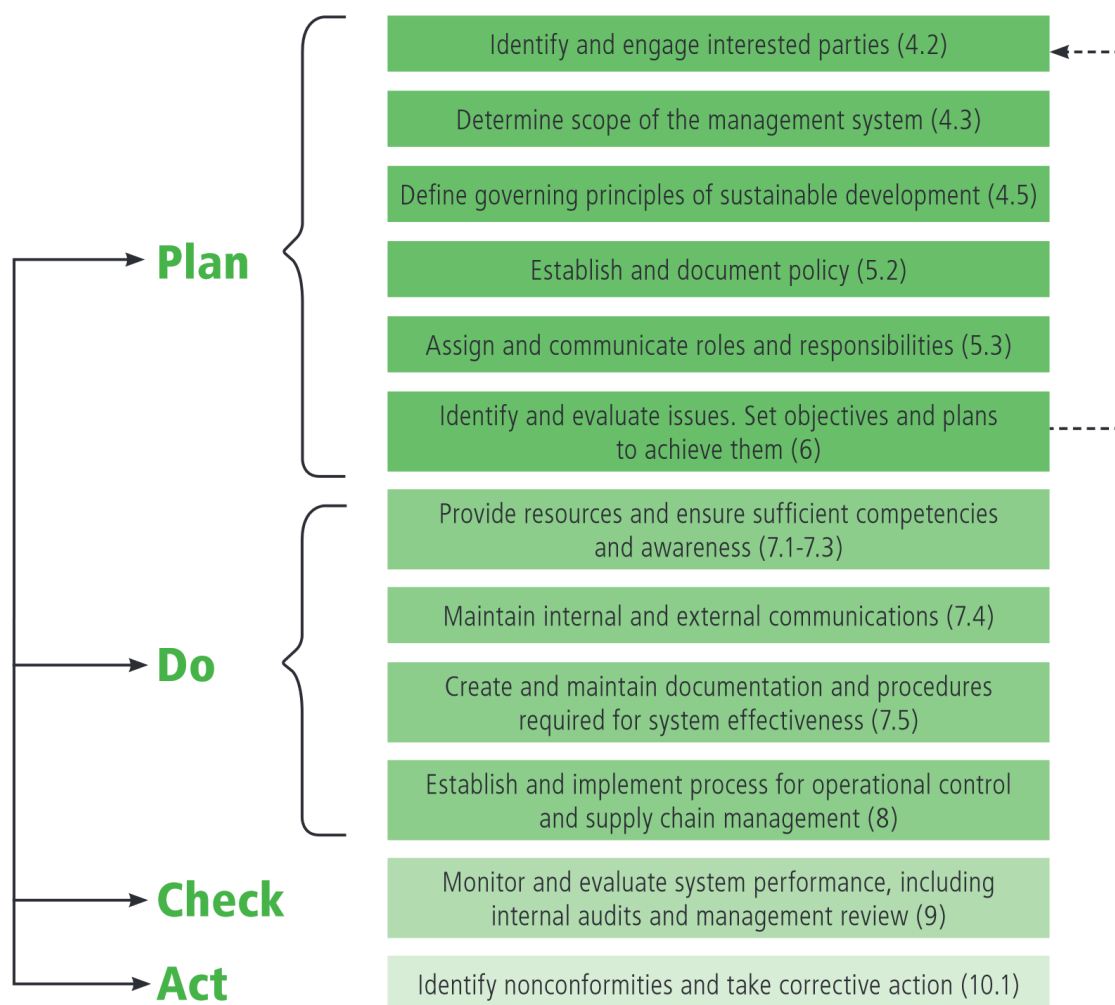 Plan
Identify and engage interested parties (4.2)
Determine scope of the management system (4.3)
Define governing principles of sustainable development (4.5)
Establish and document policy (5.2)
Assign and communicate roles and responsibilities (5.3)
Identify and evaluate issues. Set objectives and plans
to achieve them (6)
Do
Provide resources and ensure sufficient competencies
and awareness (7.1-7.3)
Maintain internal and external communications (7.4)
Create and maintain documentation and procedures
required for system effectiveness (7.5)
Establish and implement process for operational control
and supply chain management (8)
Check
Monitor and evaluate system performance, including
internal audits and management review (9)
Act
Identify nonconformities and take corrective action (10.1)